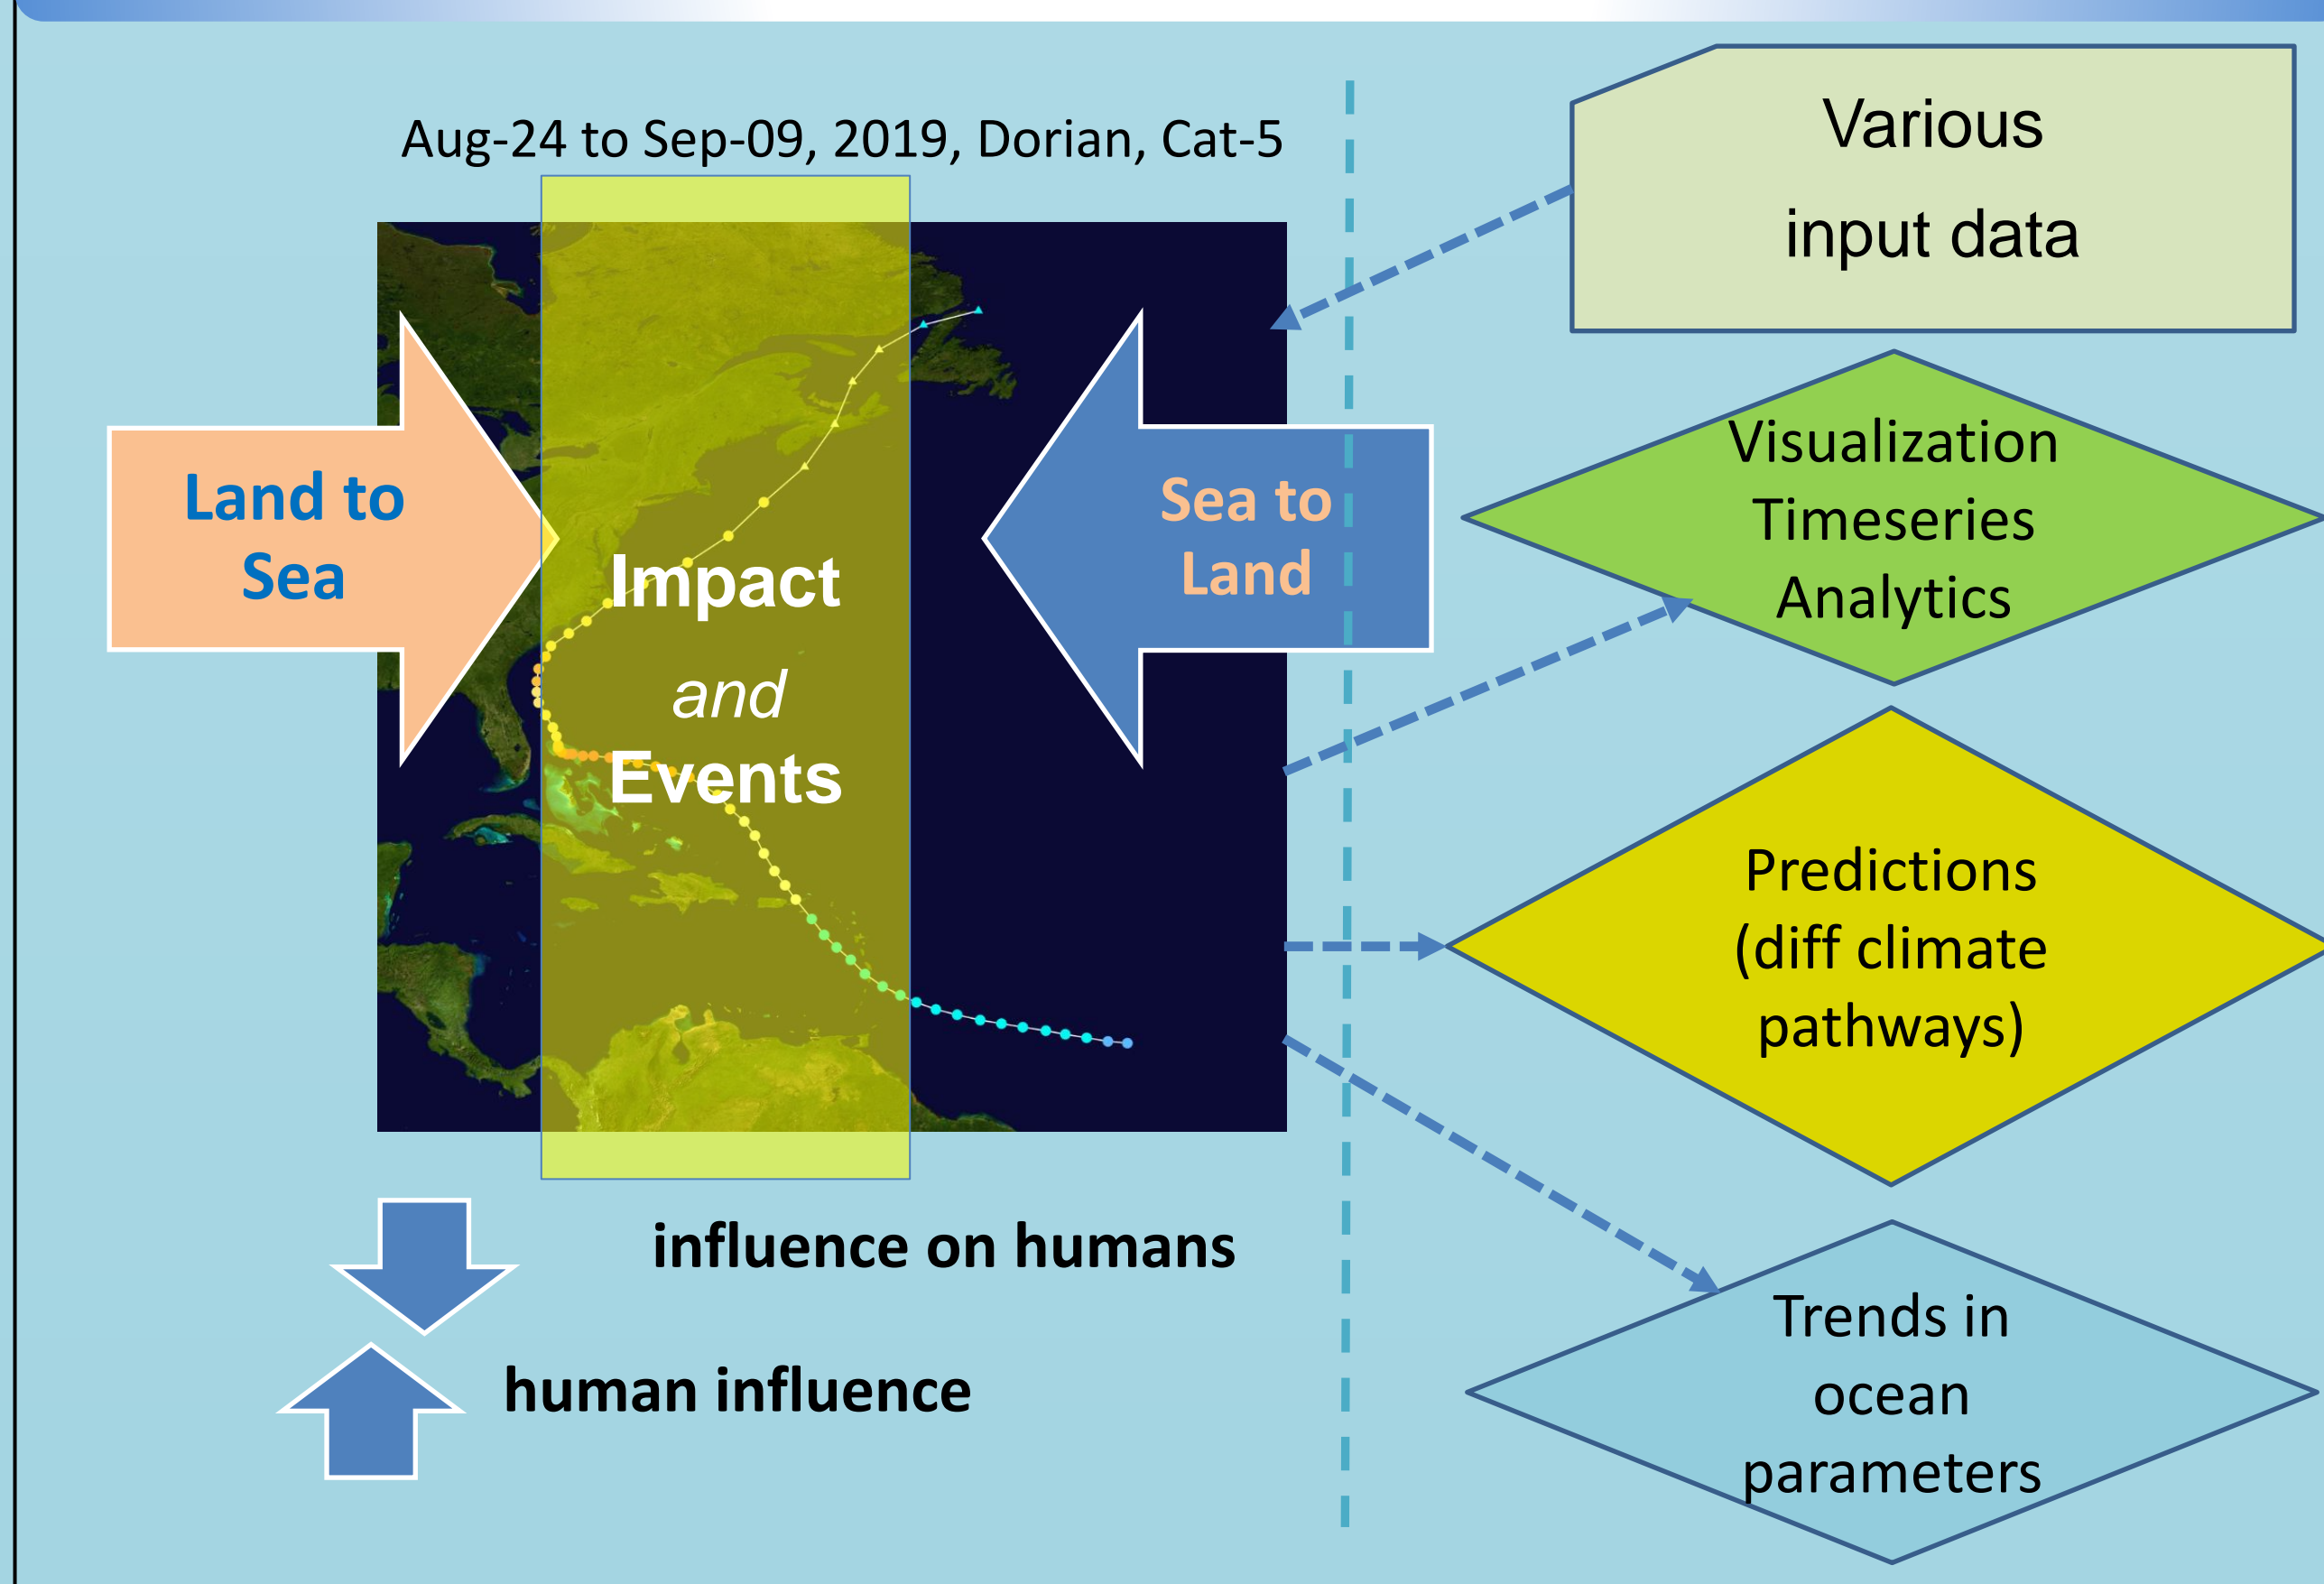 Aug-24 to Sep-09, 2019, Dorian, Cat-5
Land to
Sea
Impact
and
Events
Sea to
Land
influence on humans
human influence
Various
input data
Visualization
Timeseries
Analytics
Predictions
(diff climate
pathways)
Trends in
ocean
parameters